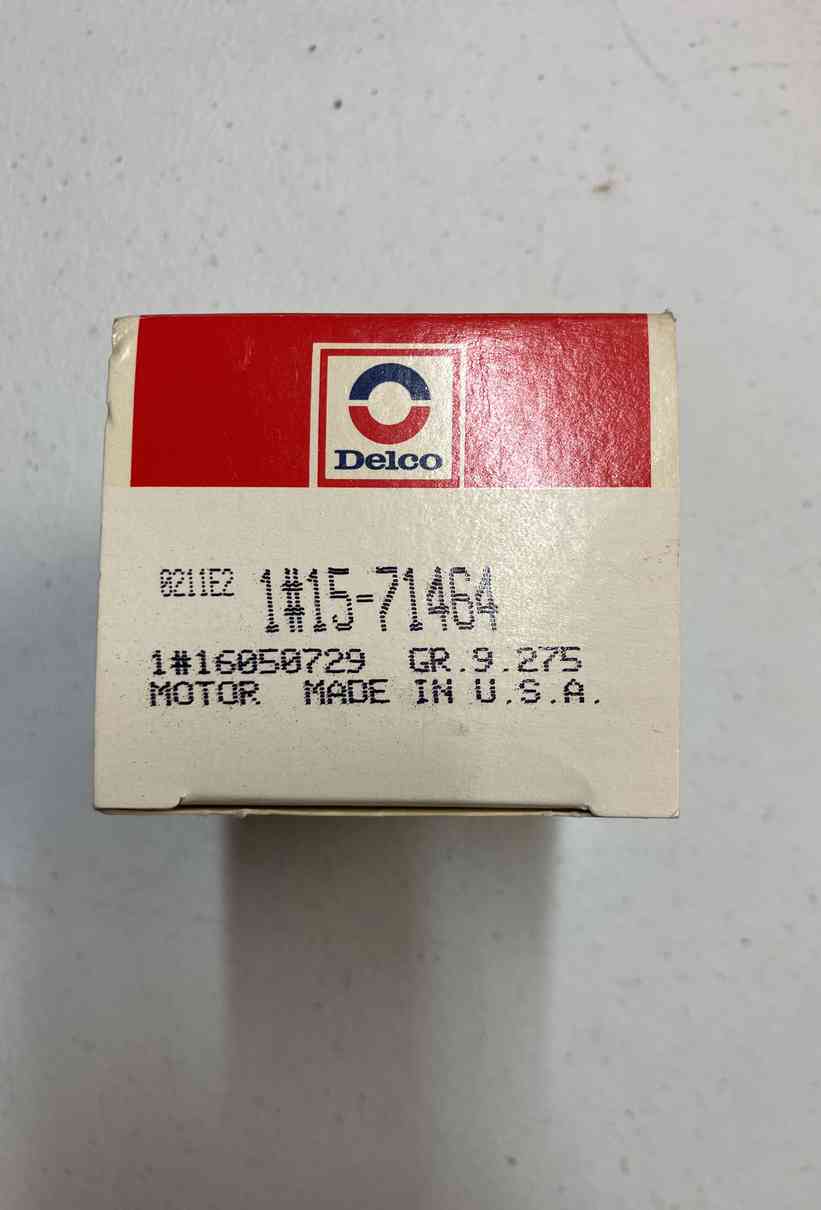 Delco
0211E2 1#15-71464
1#16050729 GR.9.275
MOTOR MADE IN U.S.A.